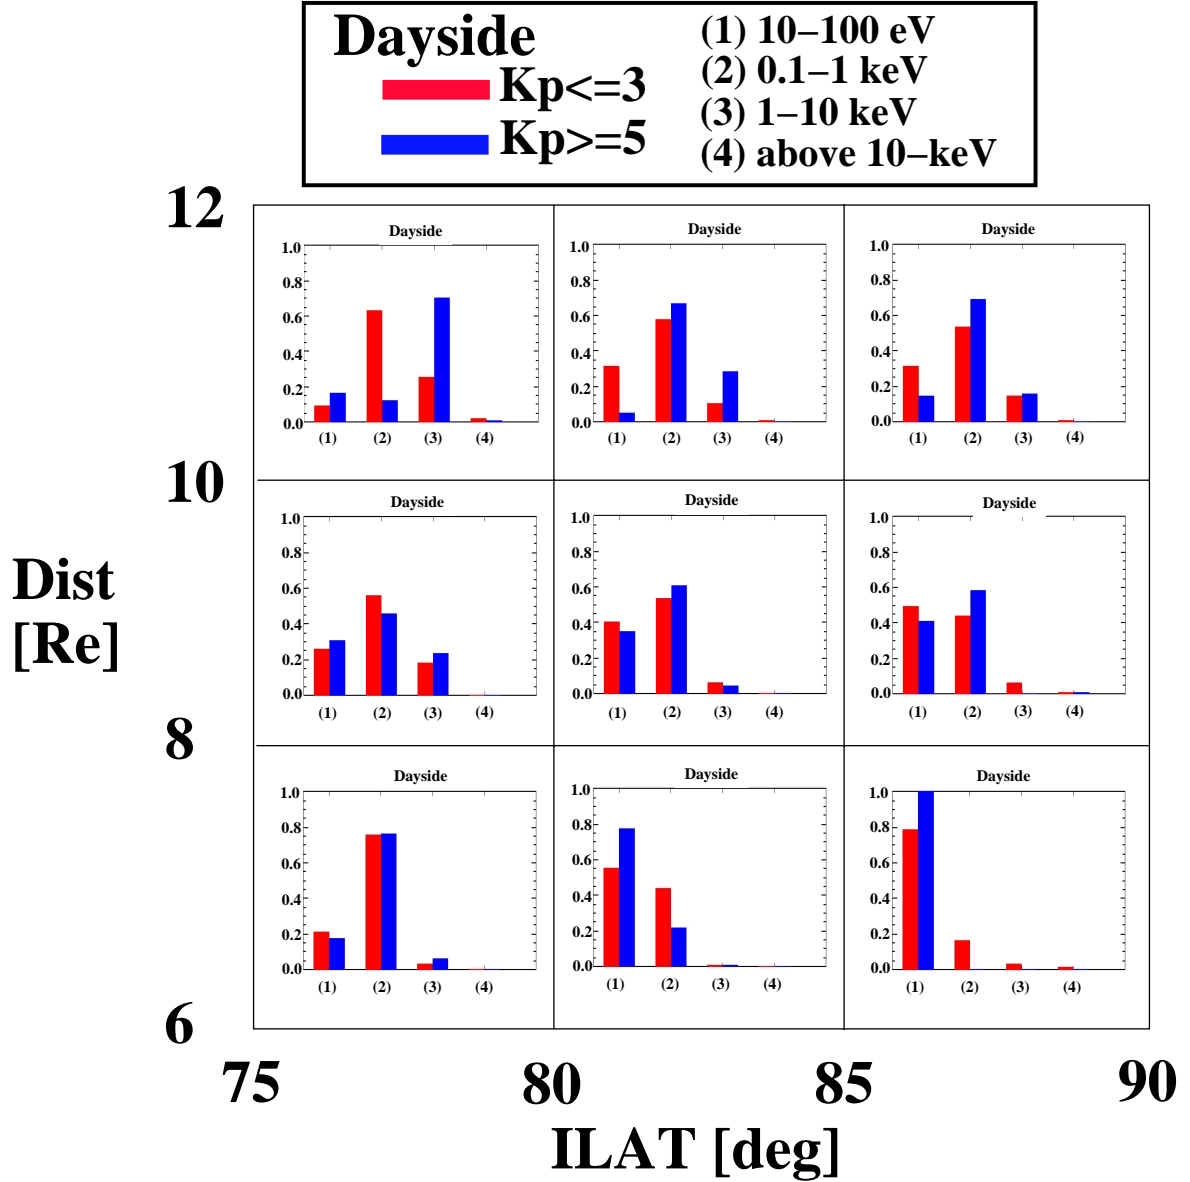 Dayside
Kp<=3
Kp>=5
(1) 10–100 eV
(2) 0.1–1 keV
(3) 1–10 keV
(4) above 10–keV
12
10
8
6
Dist
[Re]
Dayside
1.0
0.8
0.6
0.4
0.2
0.0
(1) (2) (3) (4)
Dayside
1.0
0.8
0.6
0.4
0.2
0.0
(1) (2) (3) (4)
Dayside
1.0
0.8
0.6
0.4
0.2
0.0
(1) (2) (3) (4)
Dayside
1.0
0.8
0.6
0.4
0.2
0.0
(1) (2) (3) (4)
Dayside
1.0
0.8
0.6
0.4
0.2
0.0
(1) (2) (3) (4)
Dayside
1.0
0.8
0.6
0.4
0.2
0.0
(1) (2) (3) (4)
Dayside
1.0
0.8
0.6
0.4
0.2
0.0
(1) (2) (3) (4)
Dayside
1.0
0.8
0.6
0.4
0.2
0.0
(1) (2) (3) (4)
Dayside
1.0
0.8
0.6
0.4
0.2
0.0
(1) (2) (3) (4)
75 80 85 90
ILAT [deg]